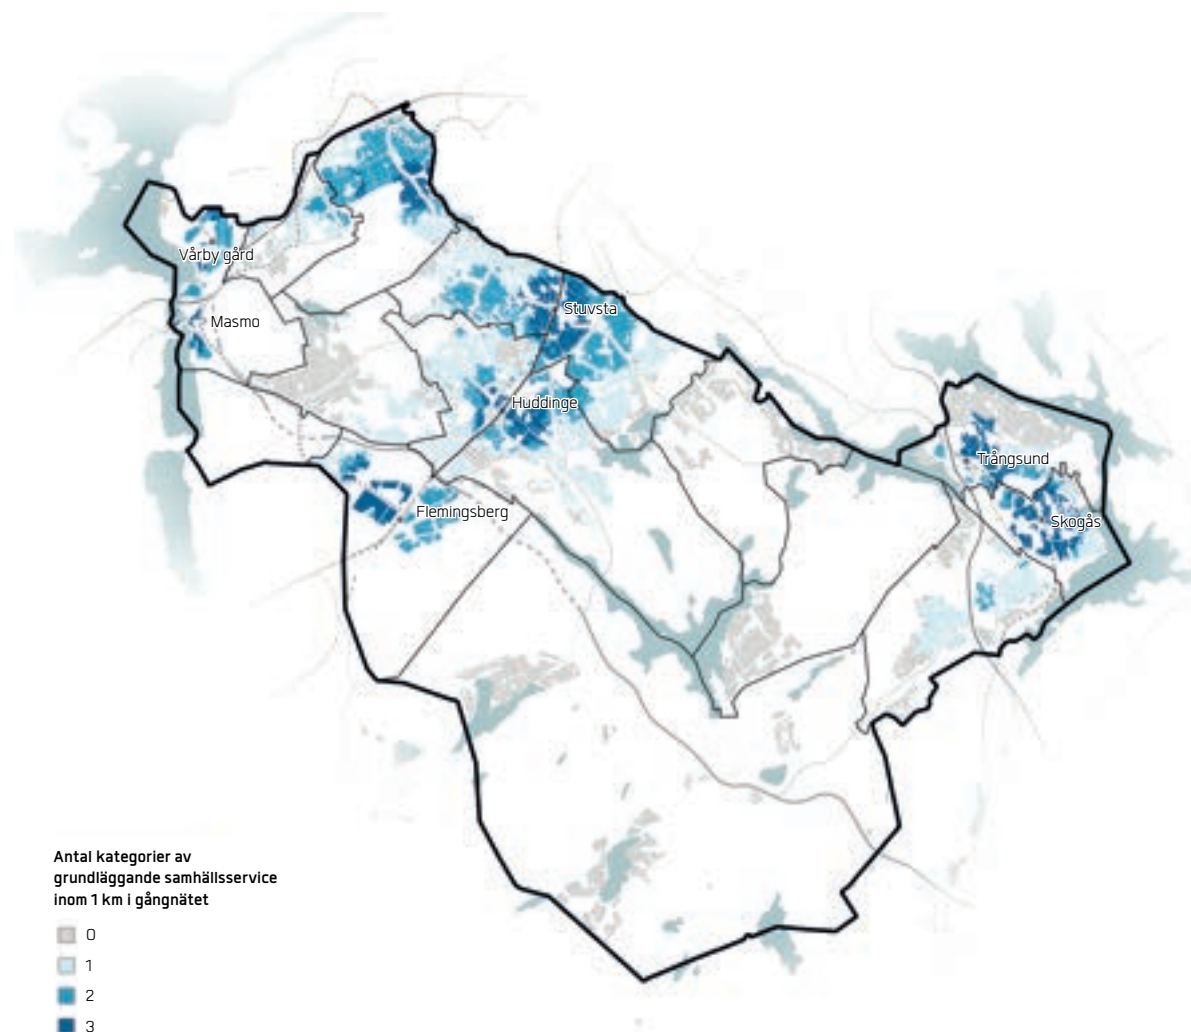 Vårby gård
Masmo
Stuvsta
Huddinge
Trångsund
Flemingsberg
Skogås
Antal kategorier av
grundläggande samhällsservice
inom 1 km i gångnätet
0
1
2
3